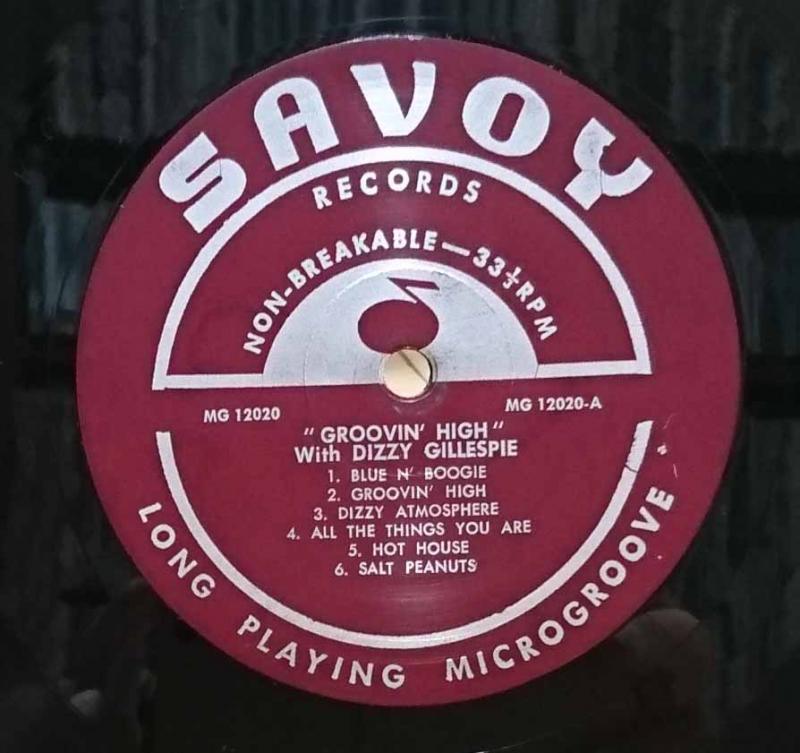 SAVOY
RECORDS
NON-BREAKABLE—33⅓RPM
MG 12020
MG 12020-A
"GROOVIN' HIGH"
With DIZZY GILLESPIE
1. BLUE N' BOOGIE
2. GROOVIN' HIGH
3. DIZZY ATMOSPHERE
4. ALL THE THINGS YOU ARE
5. HOT HOUSE
6. SALT PEANUTS
LONG PLAYING MICROGROOVE